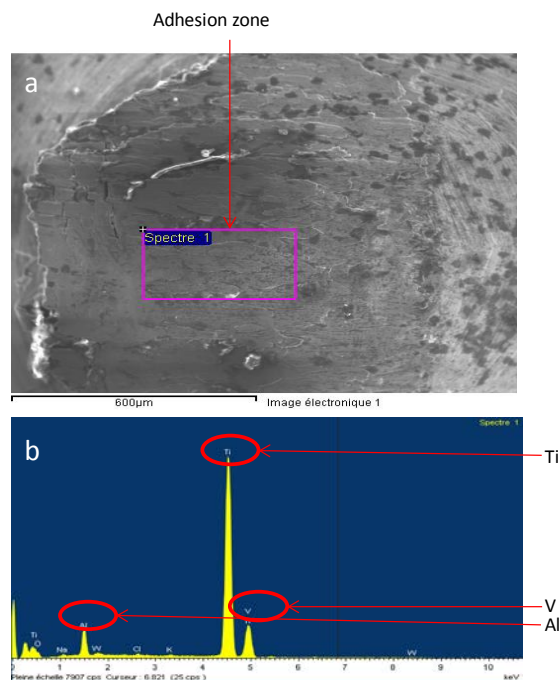 Adhesion zone
a
Spectre 1
600µm
Image électronique 1
Spectre 1
b
Ti
Ti
V
V
Al
Al
Ti
O
Na
W
Cl
K
W
0 1 2 3 4 5 6 7 8 9 10
Pleine échelle 7907 cps Curseur : 6.821 (25 cps)
keV